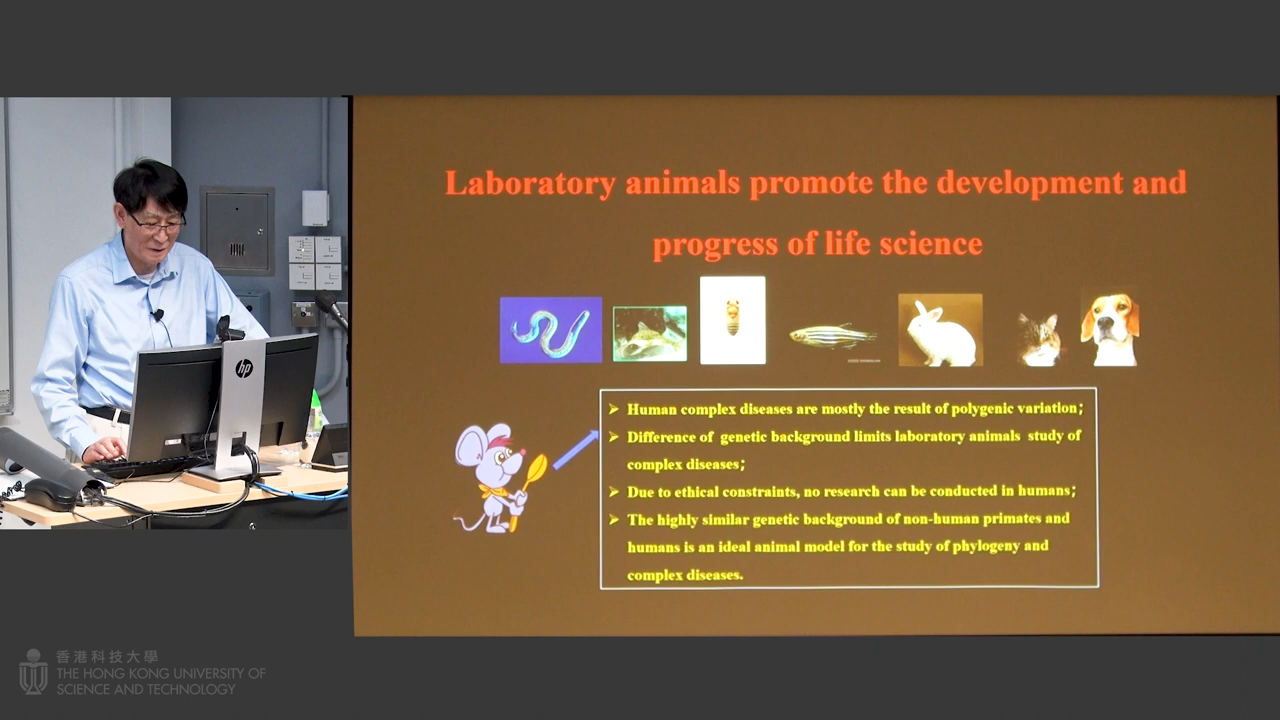 Laboratory animals promote the development and
progress of life science
➢ Human complex diseases are mostly the result of polygenic variation;
➢ Difference of genetic background limits laboratory animals study of
complex diseases;
➢ Due to ethical constraints, no research can be conducted in humans;
➢ The highly similar genetic background of non-human primates and
humans is an ideal animal model for the study of phylogeny and
complex diseases.
hp
香港科技大學
THE HONG KONG UNIVERSITY OF
SCIENCE AND TECHNOLOGY